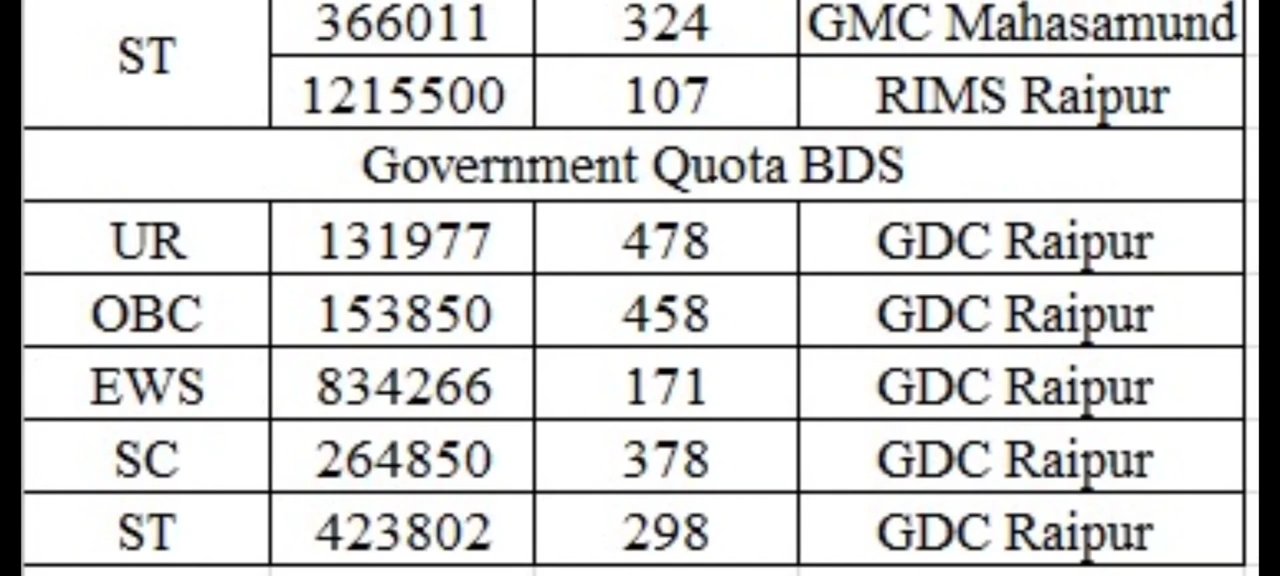 ST 366011 324 GMC Mahasamund
1215500 107 RIMS Raipur
Government Quota BDS
UR 131977 478 GDC Raipur
OBC 153850 458 GDC Raipur
EWS 834266 171 GDC Raipur
SC 264850 378 GDC Raipur
ST 423802 298 GDC Raipur